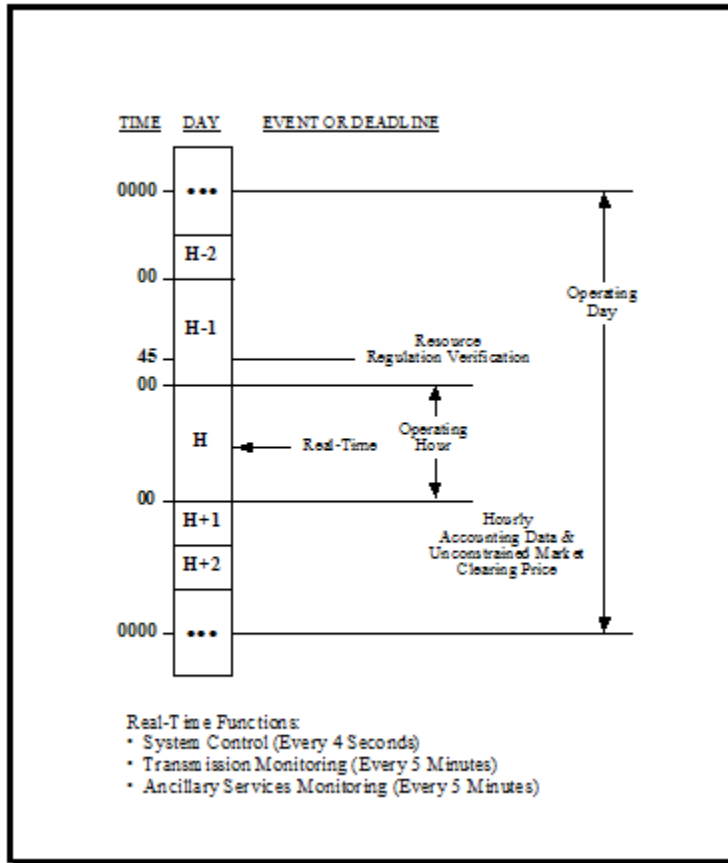 TIME DAY EVENT OR DEADLINE
0000
•••
H-2
00
H-1
Operating
Day
Resource
45
Regulation Verification
00
H
Real-Time
Operating
Hour
00
H+1
Hourly
Accounting Data &
Unconstrained Market
Clearing Price
H+2
0000
•••
Real-Time Functions:
• System Control (Every 4 Seconds)
• Transmission Monitoring (Every 5 Minutes)
• Ancillary Services Monitoring (Every 5 Minutes)